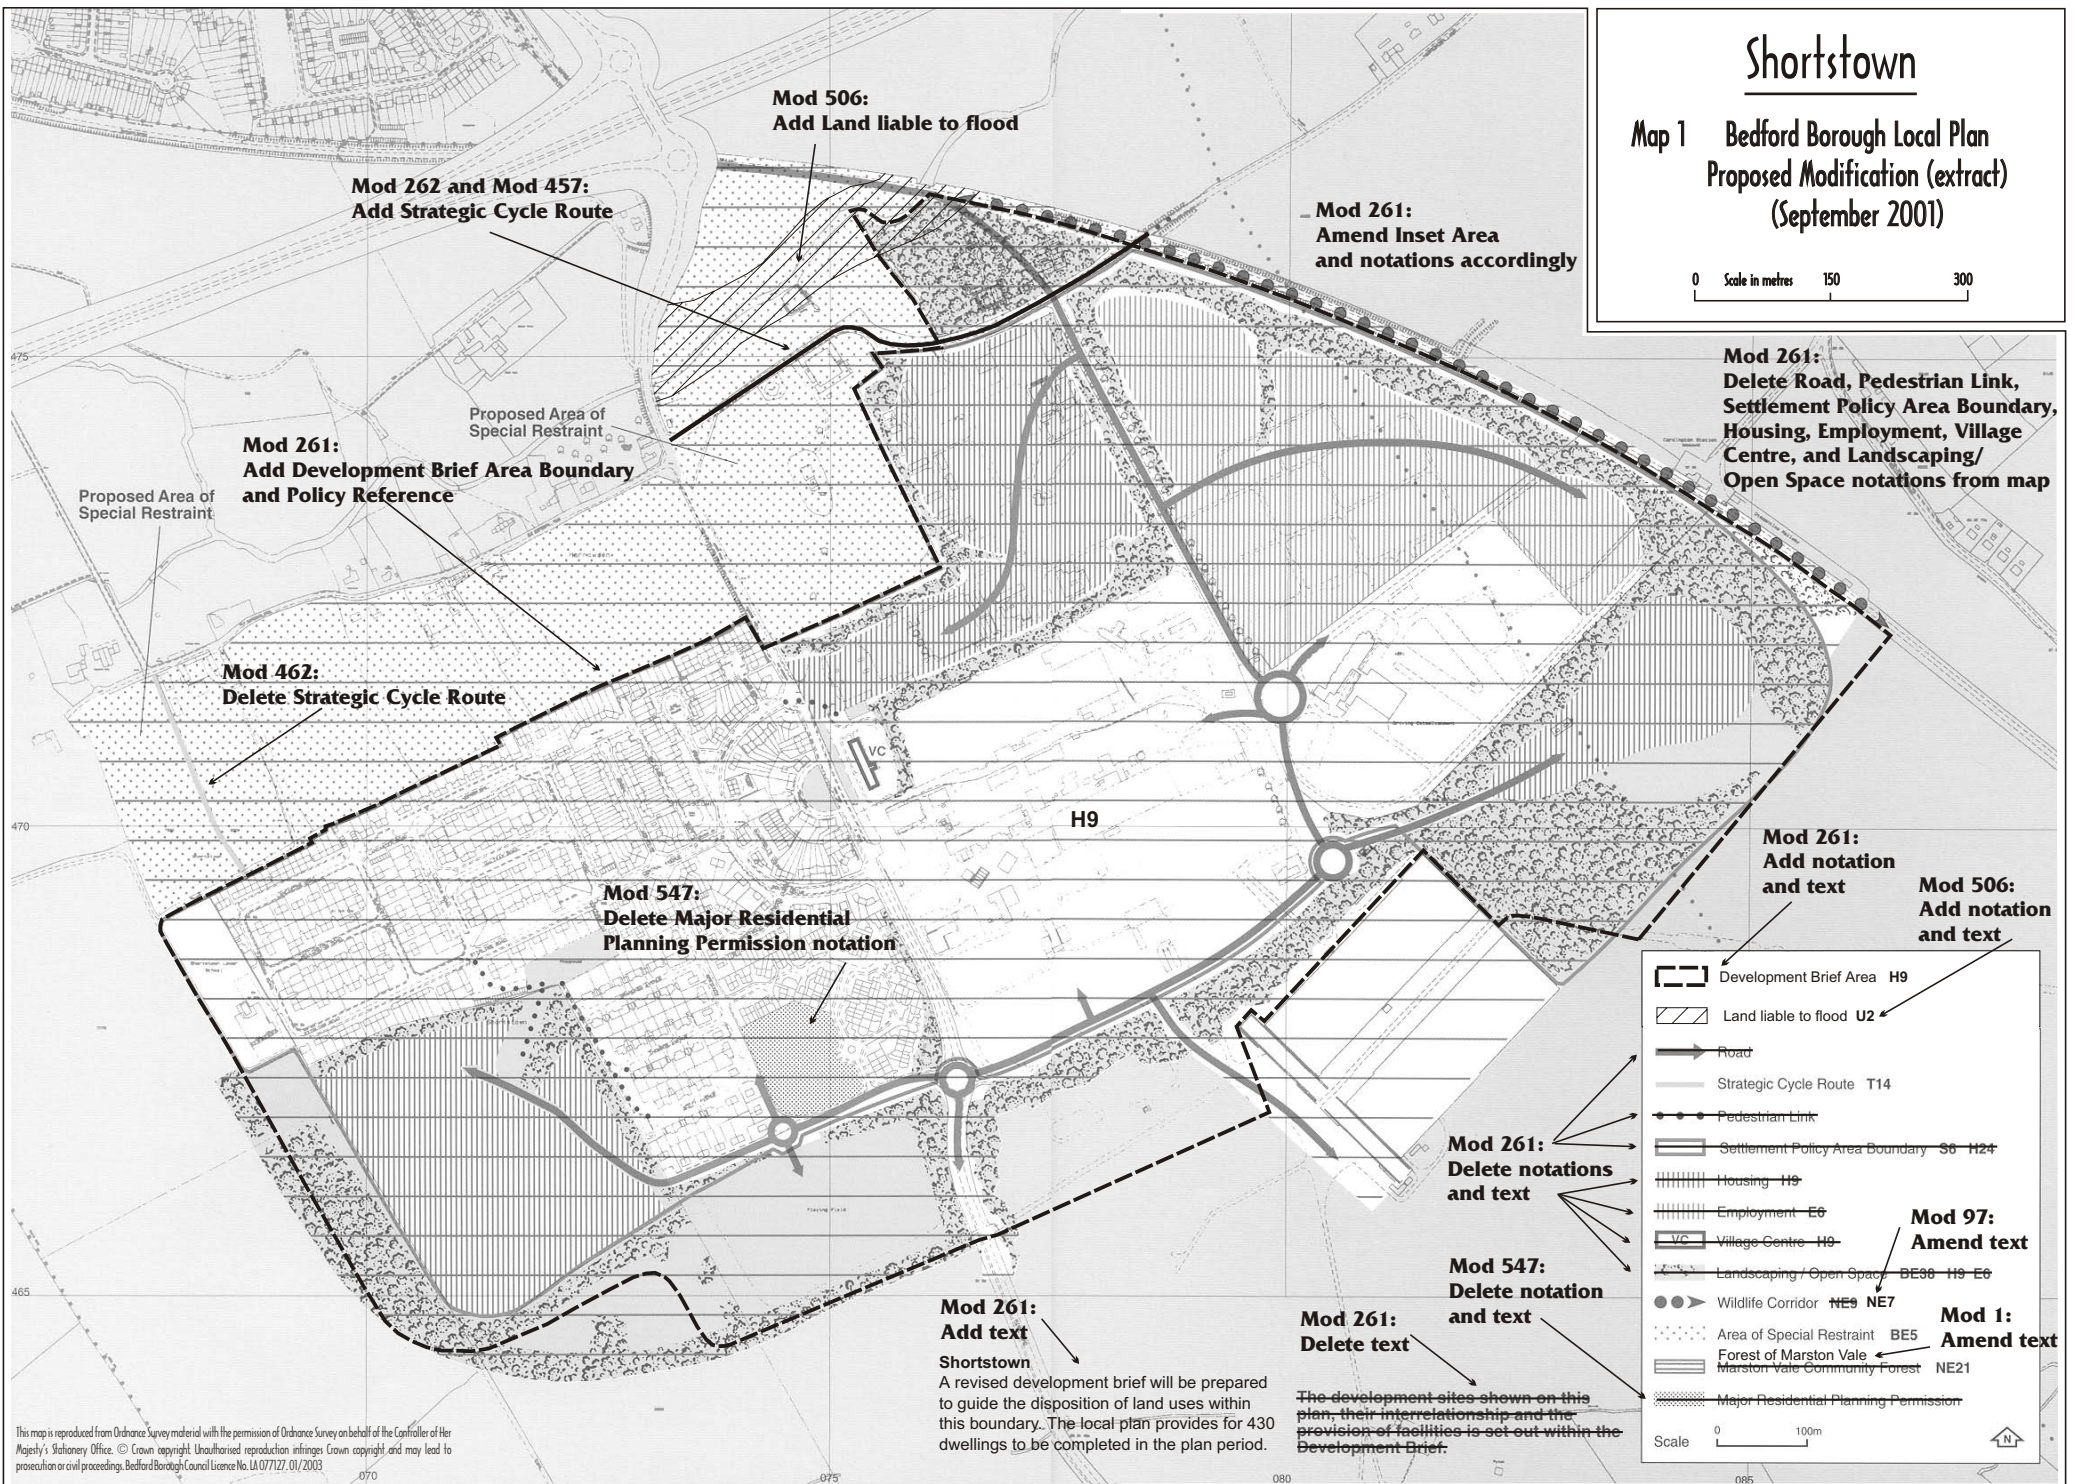 Shortstown
Map 1 Bedford Borough Local Plan
Proposed Modification (extract)
(September 2001)
0 Scale in metres 150 300
Mod 506:
Add Land liable to flood
Mod 262 and Mod 457:
Add Strategic Cycle Route
Mod 261:
Amend Inset Area
and notations accordingly
Mod 261:
Delete Road, Pedestrian Link,
Settlement Policy Area Boundary,
Housing, Employment, Village
Centre, and Landscaping/
Open Space notations from map
475
Proposed Area of
Special Restraint
Mod 261:
Add Development Brief Area Boundary
and Policy Reference
Proposed Area of
Special Restraint
Mod 462:
Delete Strategic Cycle Route
VC
H9
470
Mod 547:
Delete Major Residential
Planning Permission notation
Shortstown
Playing Field
Mod 261:
Add notation
and text
Mod 506:
Add notation
and text
Development Brief Area H9
Land liable to flood U2
Road
Strategic Cycle Route T14
Pedestrian Link
Settlement Policy Area Boundary S6 H24
Housing H9
Employment E6
VC Village Centre H9
Landscaping / Open Space BE38 H9 E6
Wildlife Corridor NE9 NE7
Area of Special Restraint BE5
Forest of Marston Vale
Marston Vale Community Forest NE21
Major Residential Planning Permission
Scale 0 100m
N
Mod 261:
Delete notations
and text
Mod 97:
Amend text
Mod 547:
Delete notation
and text
Mod 1:
Amend text
465
Mod 261:
Add text
Shortstown
A revised development brief will be prepared
to guide the disposition of land uses within
this boundary. The local plan provides for 430
dwellings to be completed in the plan period.
Mod 261:
Delete text
The development sites shown on this
plan, their interrelationship and the
provision of facilities is set out within the
Development Brief.
This map is reproduced from Ordnance Survey material with the permission of Ordnance Survey on behalf of the Controller of Her
Majesty's Stationery Office. © Crown copyright. Unauthorised reproduction infringes Crown copyright and may lead to
prosecution or civil proceedings. Bedford Borough Council Licence No. LA 077127. 01/2003
070
075
080
085